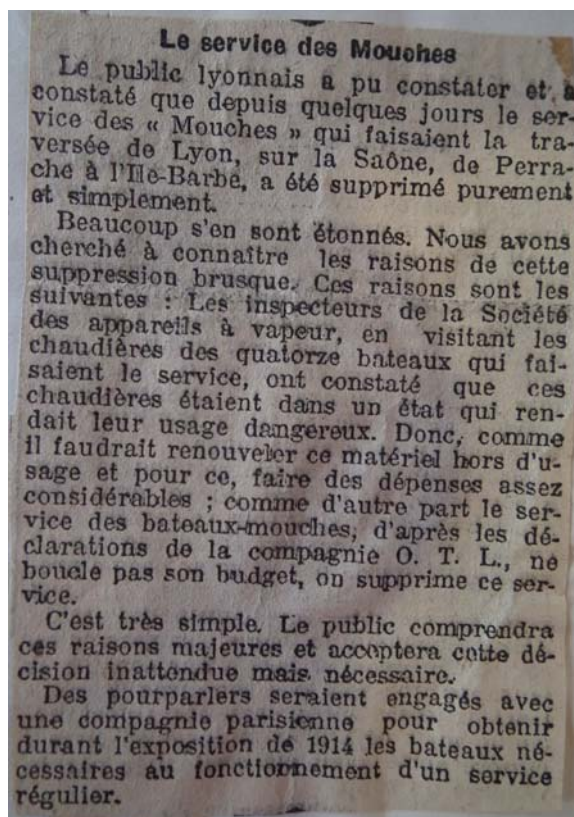 Le service des Mouches
Le public lyonnais a pu constater et a
constaté que depuis quelques jours le ser-
vice des « Mouches » qui faisaient la tra-
versée de Lyon, sur la Saône, de Perra-
che à l'Ile-Barbe, a été supprimé purement
et simplement.
Beaucoup s'en sont étonnés. Nous avons
cherché à connaître les raisons de cette
suppression brusque. Ces raisons sont les
suivantes : Les inspecteurs de la Société
des appareils à vapeur, en visitant les
chaudières des quatorze bateaux qui fai-
saient le service, ont constaté que ces
chaudières étaient dans un état qui ren-
dait leur usage dangereux. Donc, comme
il faudrait renouveler ce matériel hors d'u-
sage et pour ce, faire des dépenses assez
considérables ; comme d'autre part le ser-
vice des bateaux-mouches, d'après les dé-
clarations de la compagnie O. T. L., ne
boucle pas son budget, on supprime ce ser-
vice.
C'est très simple. Le public comprendra
ces raisons majeures et acceptera cette dé-
cision inattendue mais nécessaire.
Des pourparlers seraient engagés avec
une compagnie parisienne pour obtenir
durant l'exposition de 1914 les bateaux né-
cessaires au fonctionnement d'un service
régulier.